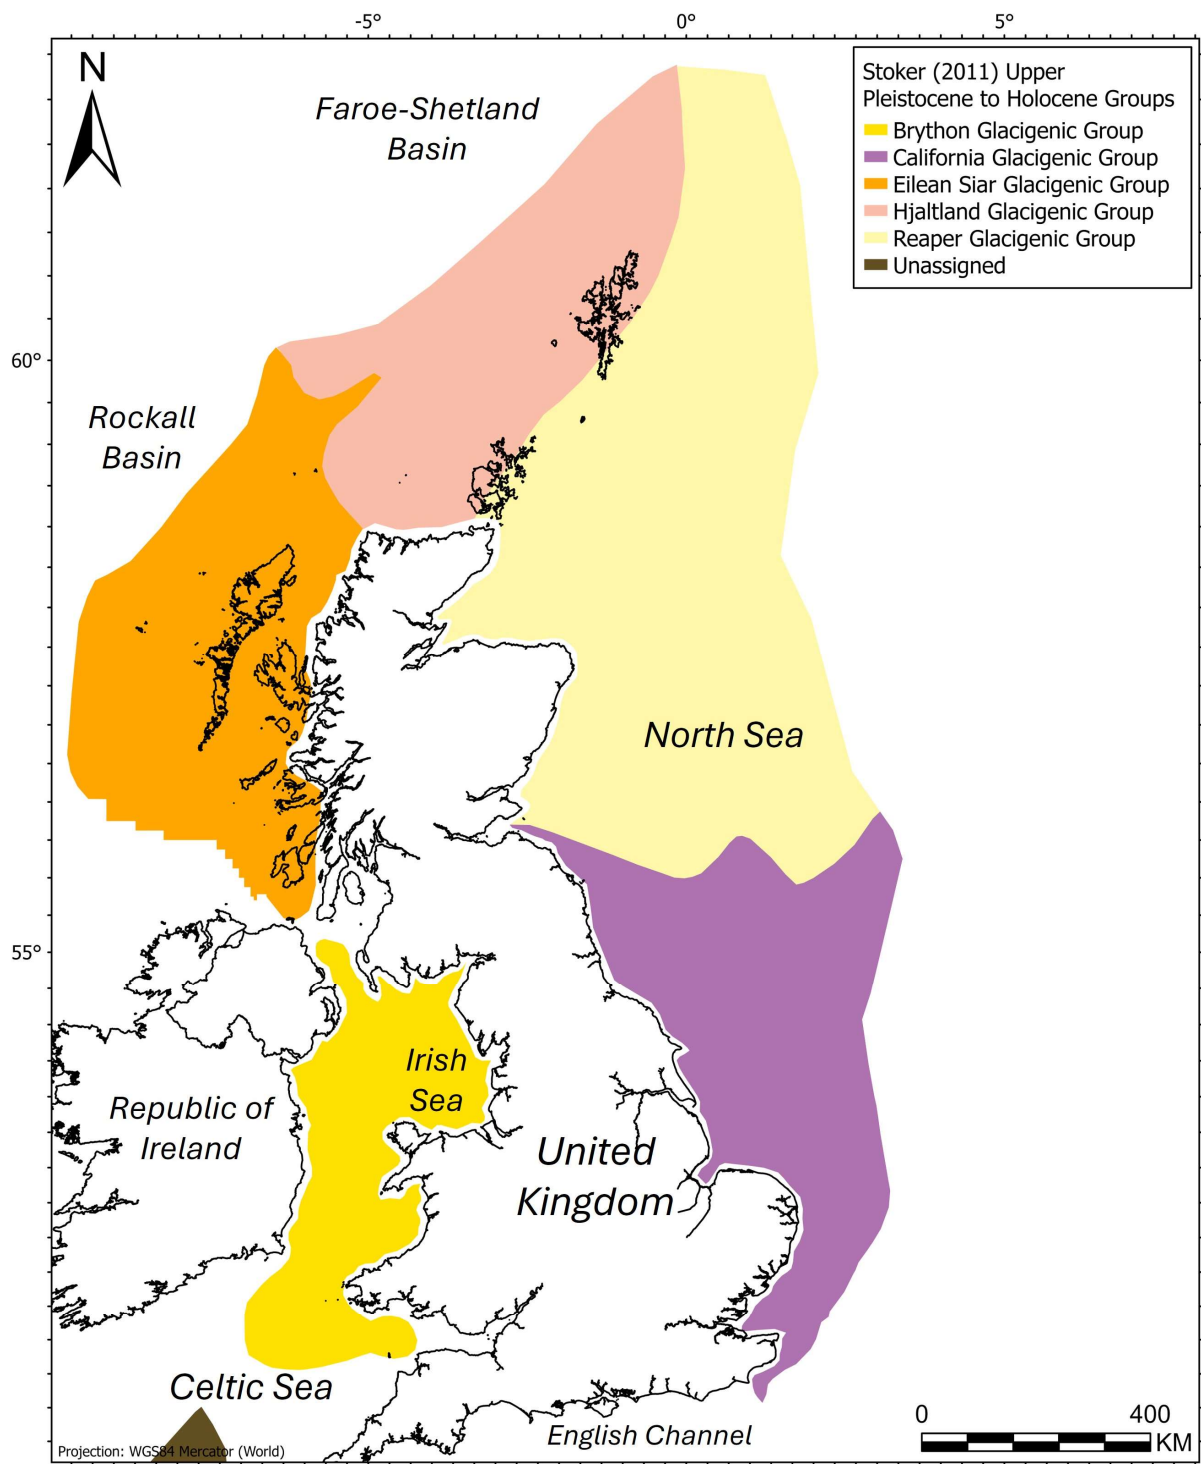 -5°
0°
5°
N
Faroe-Shetland
Basin
Stoker (2011) Upper
Pleistocene to Holocene Groups
Brython Glacigenic Group
California Glacigenic Group
Eilean Siar Glacigenic Group
Hjaltland Glacigenic Group
Reaper Glacigenic Group
Unassigned
60°
Rockall
Basin
North Sea
55°
Irish
Sea
Republic of
Ireland
United
Kingdom
Celtic Sea
English Channel
0
400
KM
Projection: WGS84 Mercator (World)